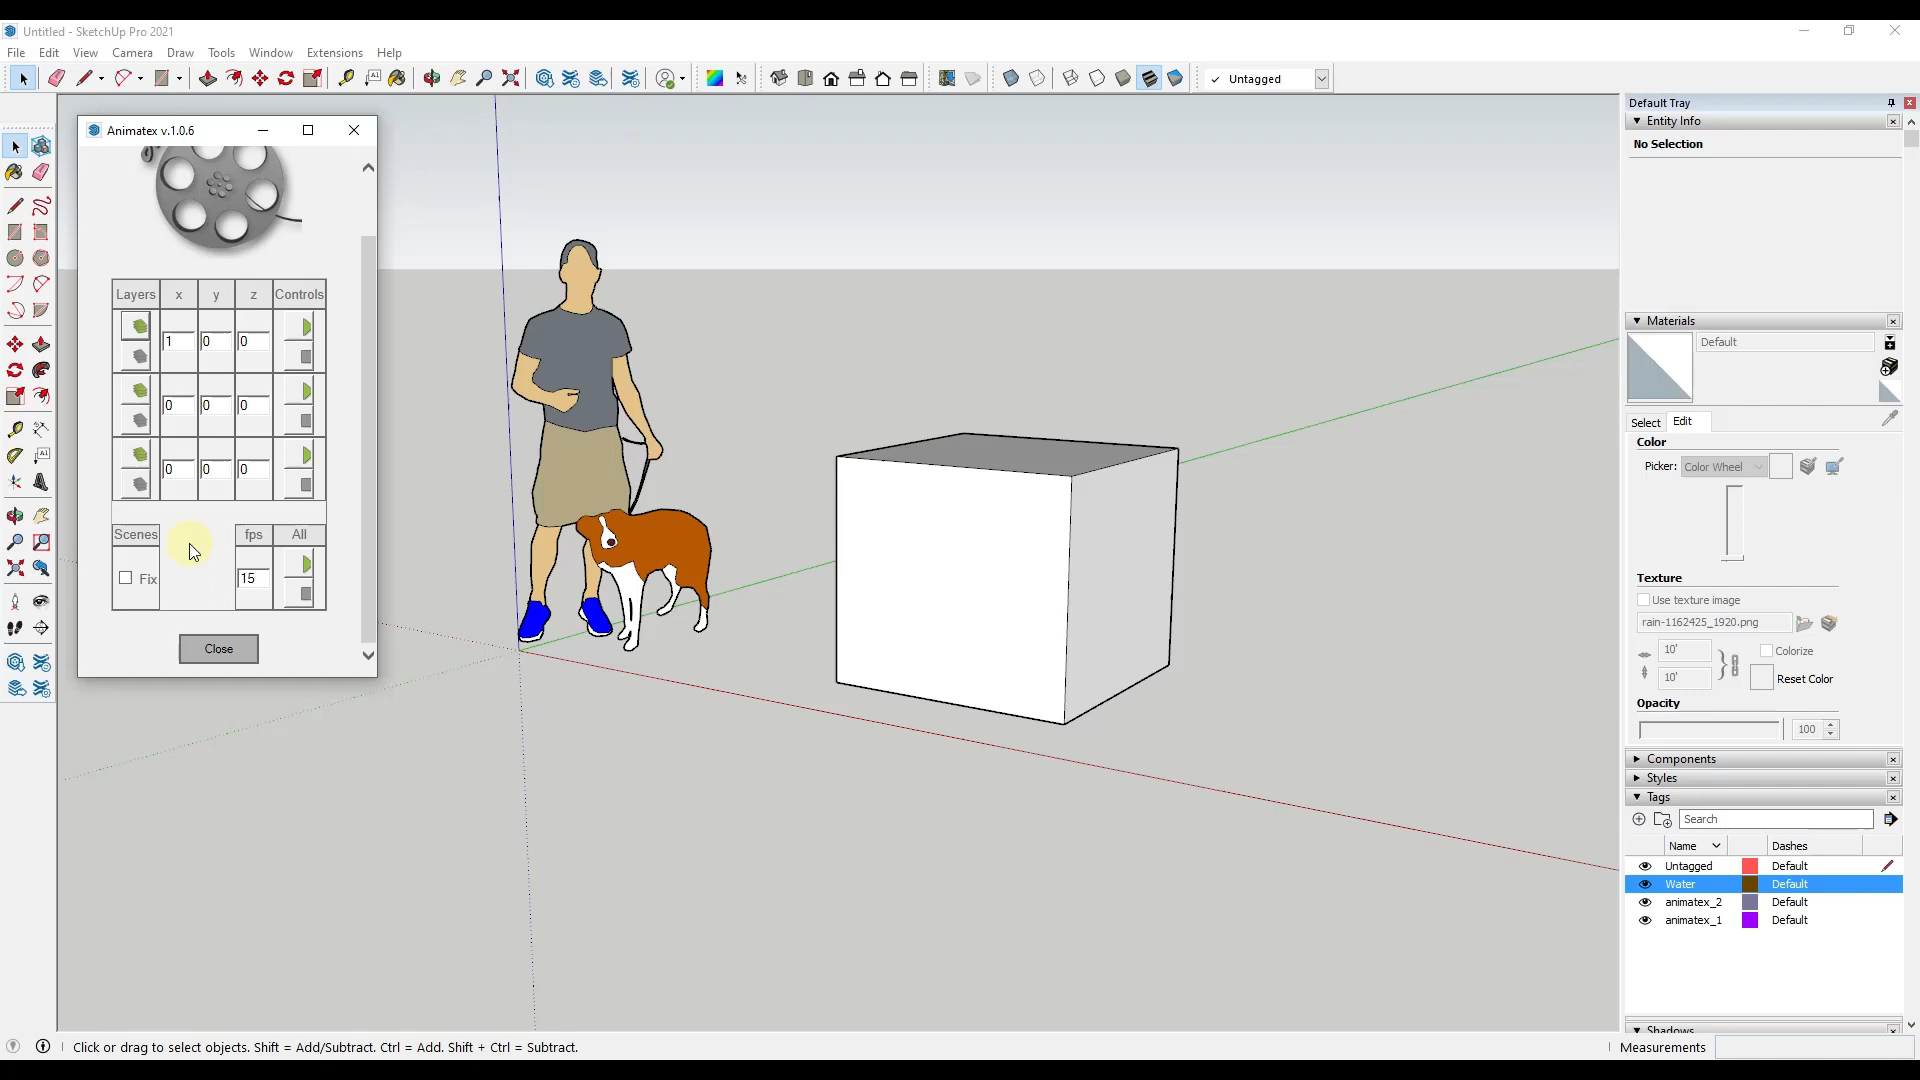 Untitled - SketchUp Pro 2021
File Edit View Camera Draw Tools Window Extensions Help
Untagged
Default Tray
Entity Info
No Selection
Animatex v.1.0.6
Layers x y z Controls
1 0 0
0 0 0
0 0 0
Scenes fps All
Fix 15
Close
Materials
Default
Select Edit
Color
Picker: Color Wheel
Texture
Use texture image
rain-1162425_1920.png
10' Colorize
10' Reset Color
Opacity
100
Components
Styles
Tags
Search
Name Dashes
Untagged Default
Water Default
animatex_2 Default
animatex_1 Default
Shadows
Click or drag to select objects. Shift = Add/Subtract. Ctrl = Add. Shift + Ctrl = Subtract.
Measurements